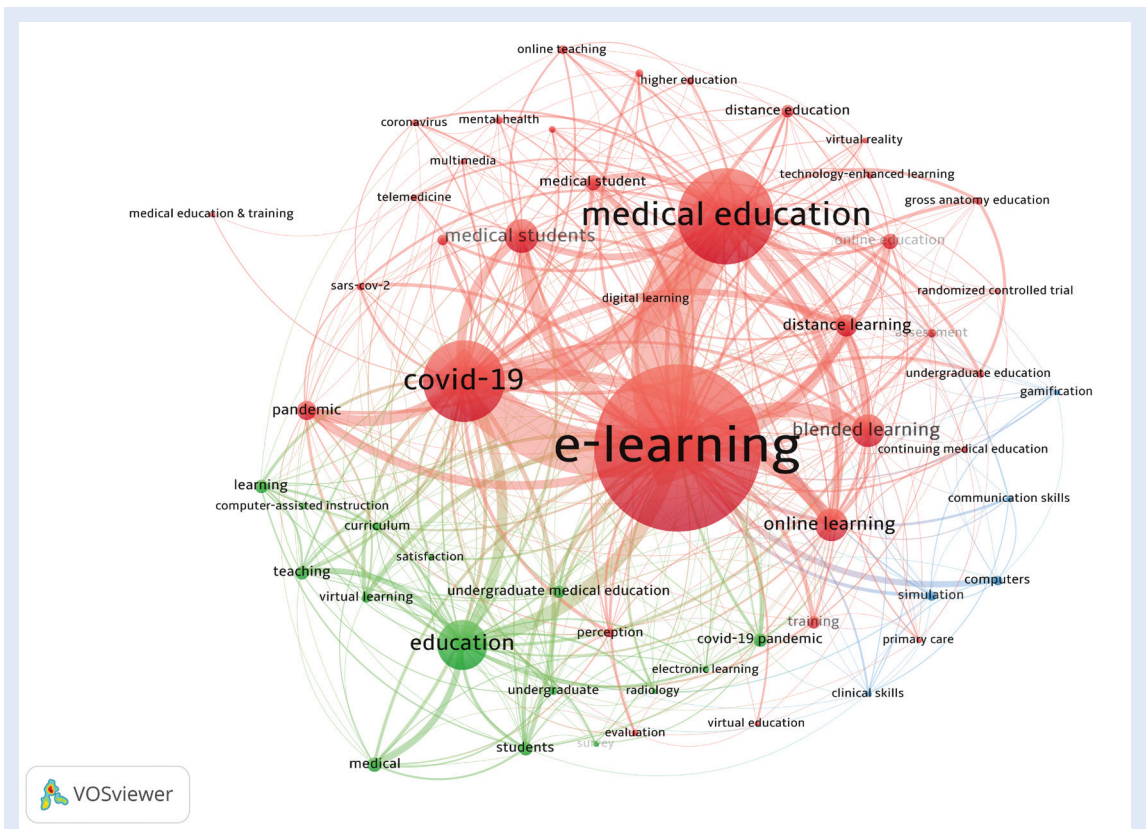 online teaching
higher education
distance education
coronavirus
mental health
virtual reality
multimedia
technology-enhanced learning
medical student
telemedicine
gross anatomy education
medical education & training
medical education
medical students
online education
sars-cov-2
randomized controlled trial
digital learning
distance learning
assessment
undergraduate education
covid-19
gamification
pandemic
blended learning
e-learning
continuing medical education
learning
communication skills
computer-assisted instruction
curriculum
online learning
satisfaction
teaching
computers
undergraduate medical education
simulation
virtual learning
training
perception
covid-19 pandemic
primary care
education
electronic learning
undergraduate
radiology
clinical skills
virtual education
evaluation
survey
students
medical
VOSviewer